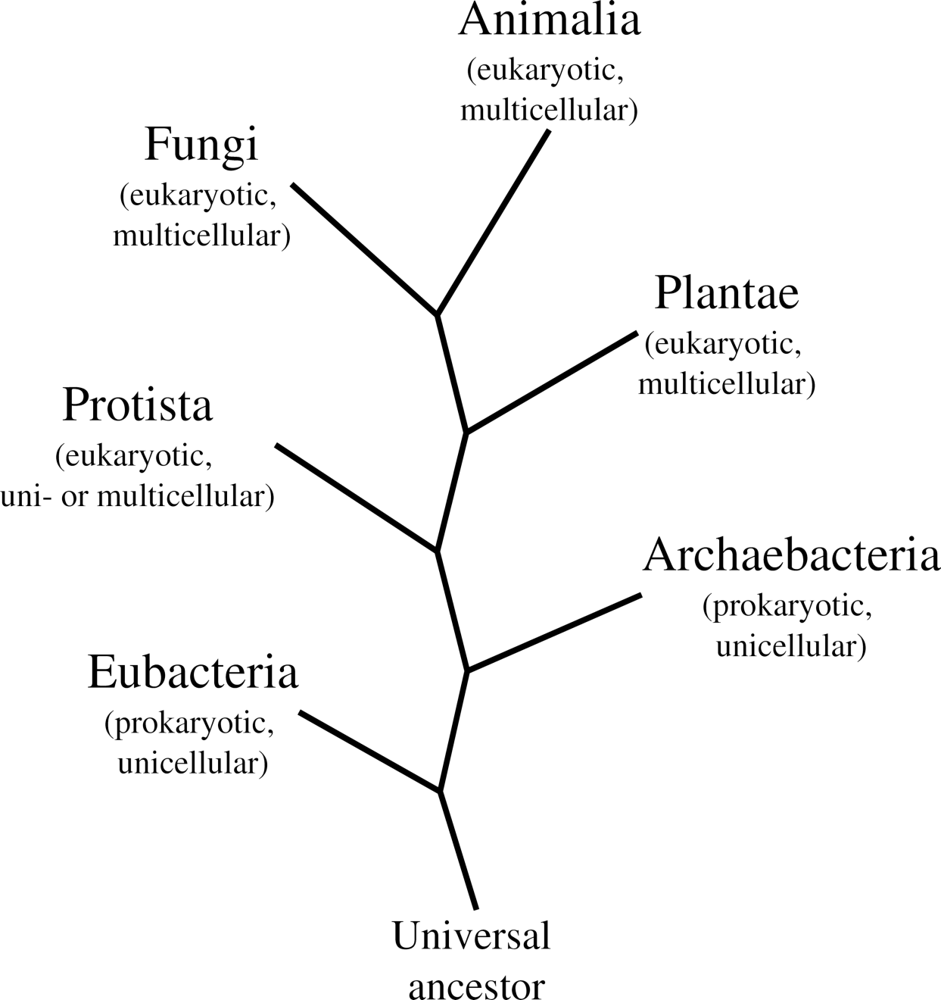 Animalia
(eukaryotic,
multicellular)
Fungi
(eukaryotic,
multicellular)
Plantae
(eukaryotic,
multicellular)
Protista
(eukaryotic,
uni- or multicellular)
Archaebacteria
(prokaryotic,
unicellular)
Eubacteria
(prokaryotic,
unicellular)
Universal
ancestor